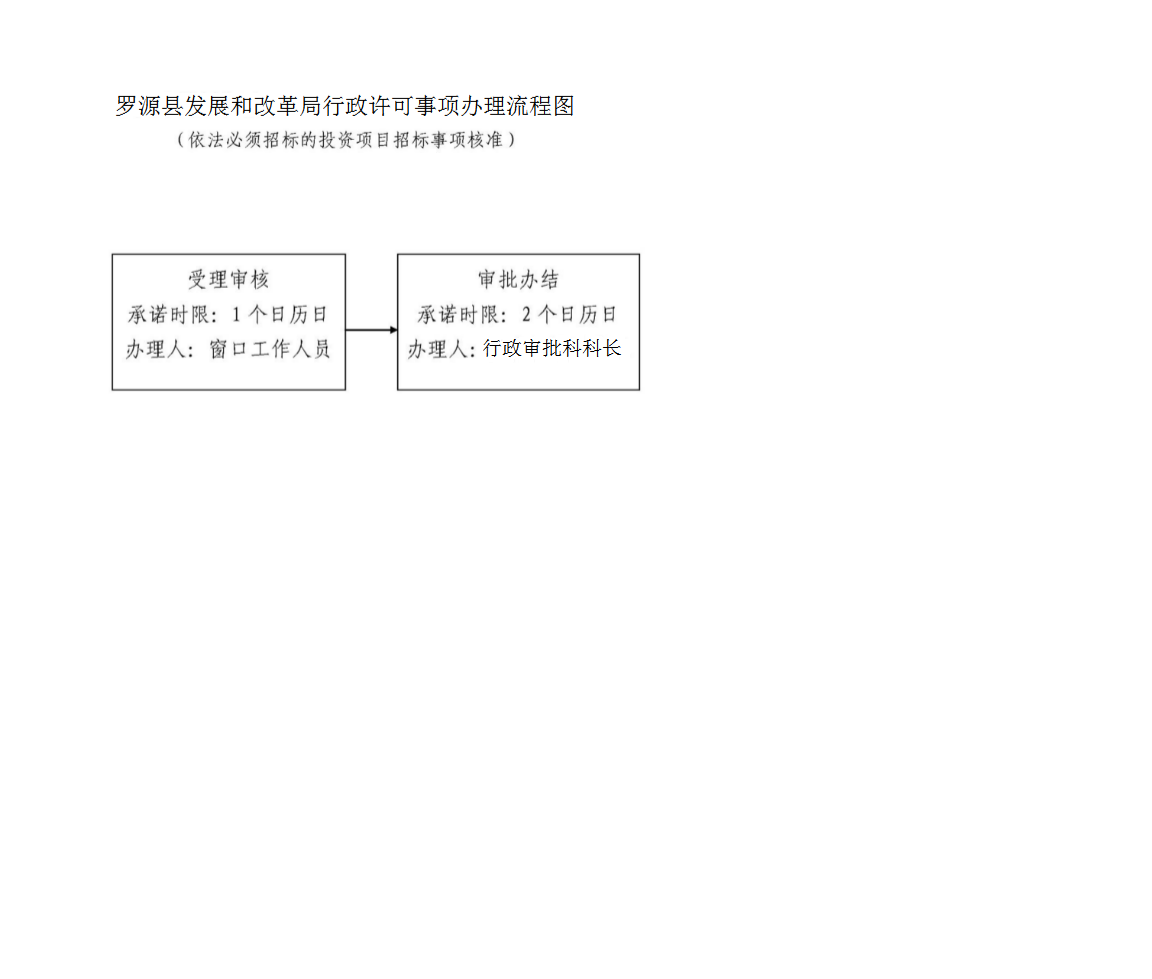 罗源县发展和改革局行政许可事项办理流程图
（依法必须招标的投资项目招标事项核准）
受理审核
承诺时限：1个日历日
办理人：窗口工作人员
审批办结
承诺时限：2个日历日
办理人：行政审批科科长